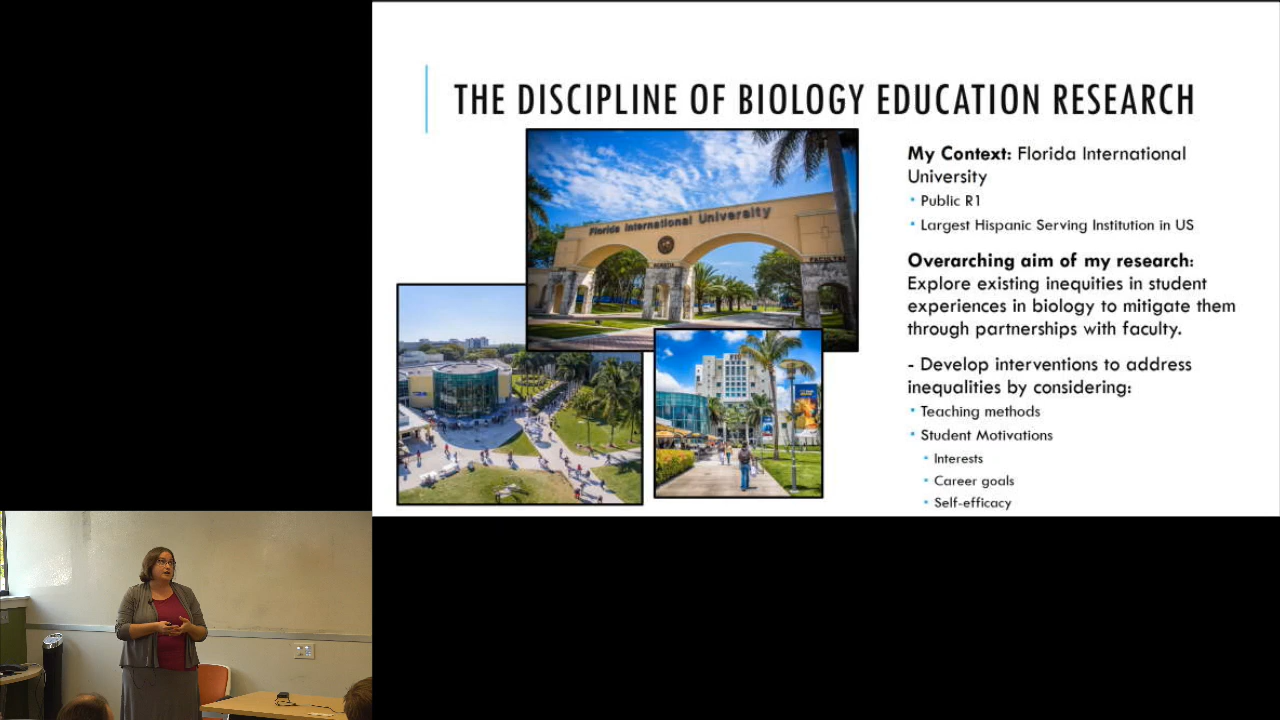 THE DISCIPLINE OF BIOLOGY EDUCATION RESEARCH
Florida International University
My Context: Florida International
University
Public R1
Largest Hispanic Serving Institution in US
Overarching aim of my research:
Explore existing inequities in student
experiences in biology to mitigate them
through partnerships with faculty.
- Develop interventions to address
inequalities by considering:
Teaching methods
Student Motivations
Interests
Career goals
Self-efficacy